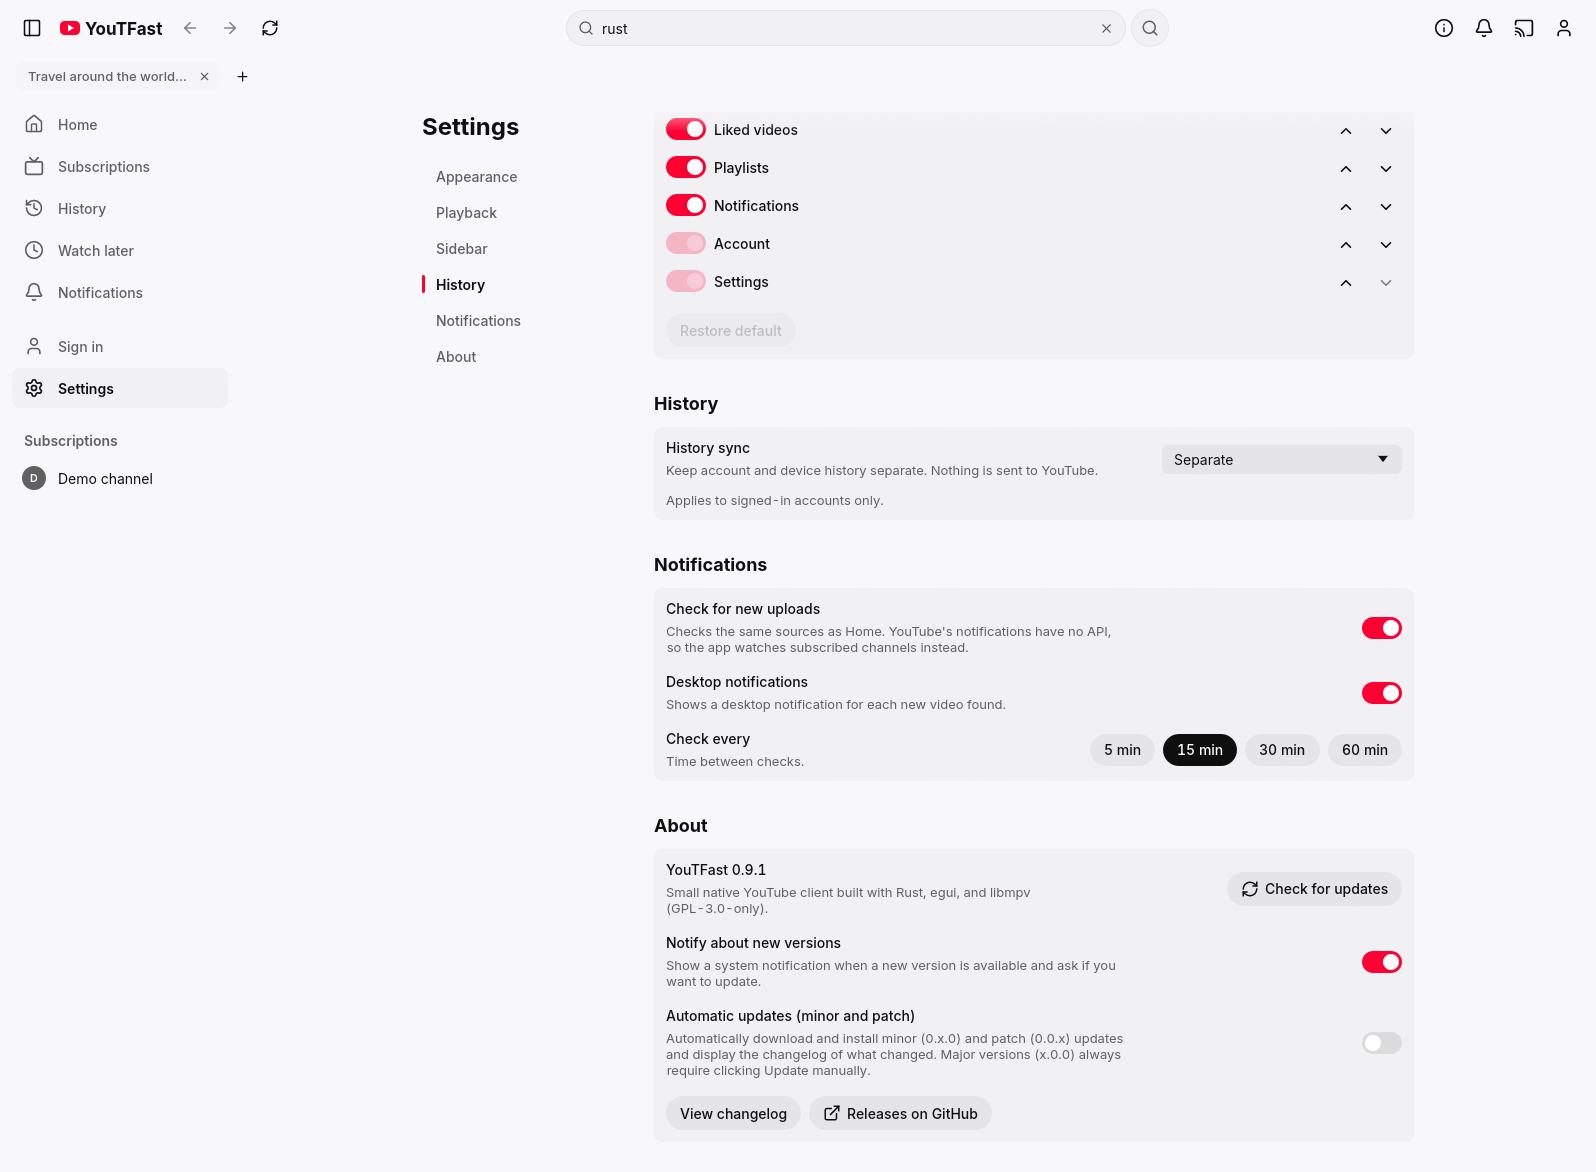 YouTFast
rust
Travel around the world...
Home
Subscriptions
History
Watch later
Notifications
Sign in
Settings
Subscriptions
D
Demo channel
Settings
Appearance
Playback
Sidebar
History
Notifications
About
Liked videos
Playlists
Notifications
Account
Settings
Restore default
History
History sync
Keep account and device history separate. Nothing is sent to YouTube.
Applies to signed-in accounts only.
Separate
Notifications
Check for new uploads
Checks the same sources as Home. YouTube's notifications have no API,
so the app watches subscribed channels instead.
Desktop notifications
Shows a desktop notification for each new video found.
Check every
Time between checks.
5 min
15 min
30 min
60 min
About
YouTFast 0.9.1
Small native YouTube client built with Rust, egui, and libmpv
(GPL-3.0-only).
Check for updates
Notify about new versions
Show a system notification when a new version is available and ask if you
want to update.
Automatic updates (minor and patch)
Automatically download and install minor (0.x.0) and patch (0.0.x) updates
and display the changelog of what changed. Major versions (x.0.0) always
require clicking Update manually.
View changelog
Releases on GitHub